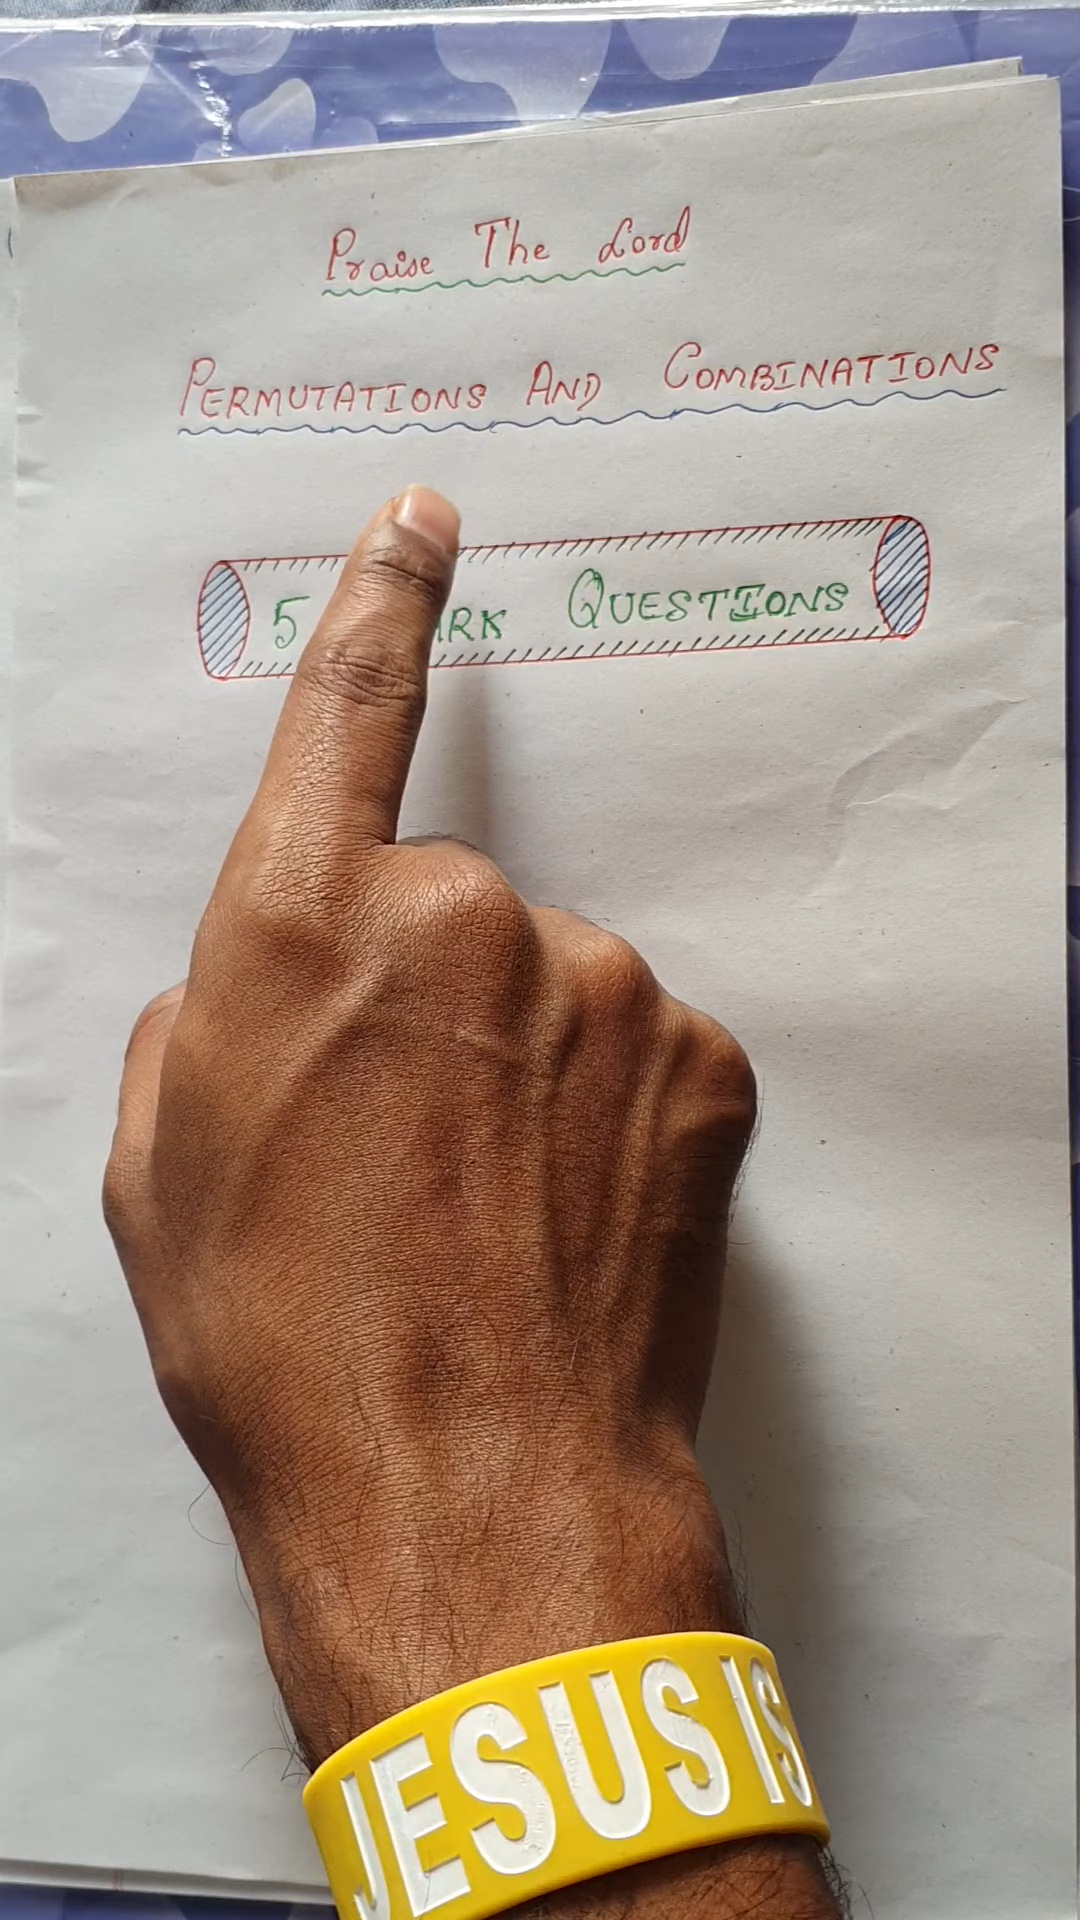 Praise The Lord
PERMUTATIONS AND COMBINATIONS
5 ARK QUESTIONS
JESUS IS